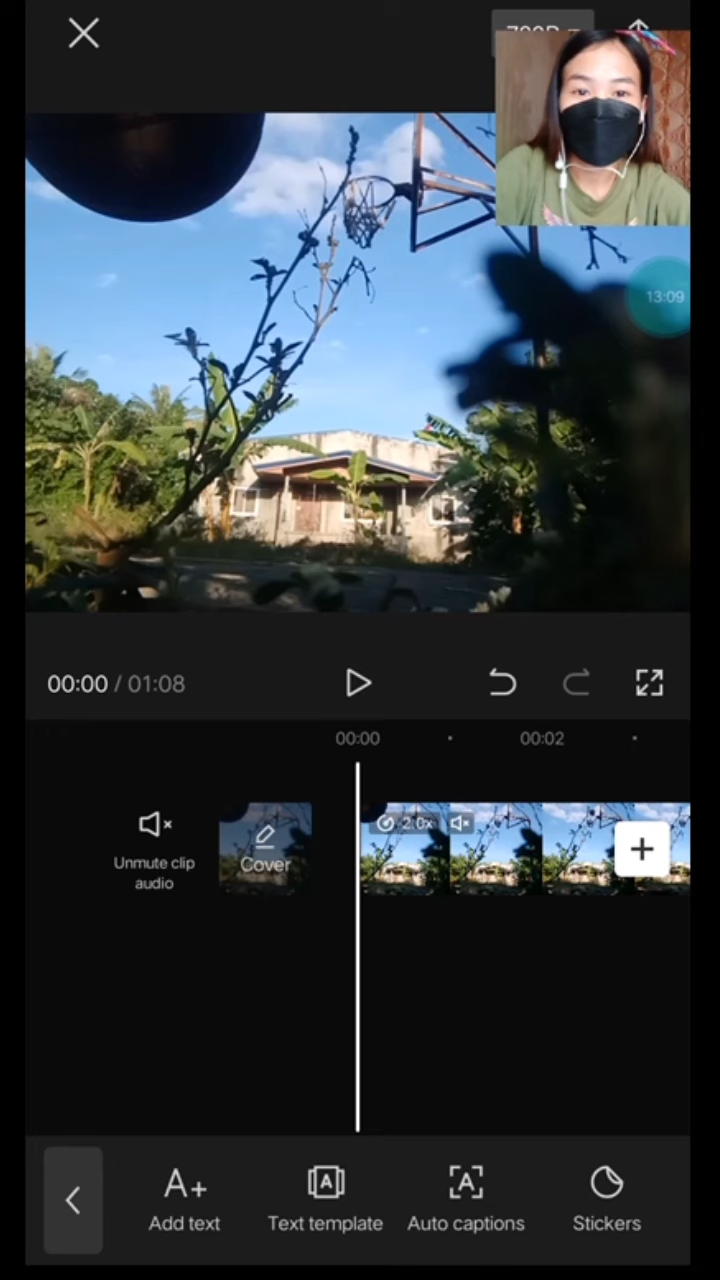 13:09
00:00 / 01:08
00:00
00:02
2.0x
Unmute clip
audio
Cover
Add text
Text template
Auto captions
Stickers